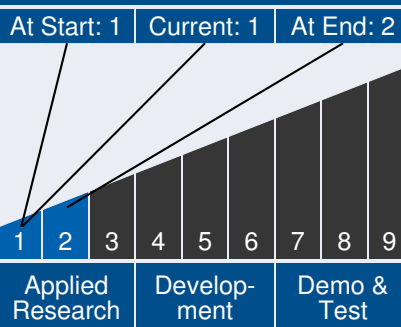 At Start: 1 Current: 1 At End: 2
1 2 3 4 5 6 7 8 9
Applied Develop- Demo &
Research ment Test